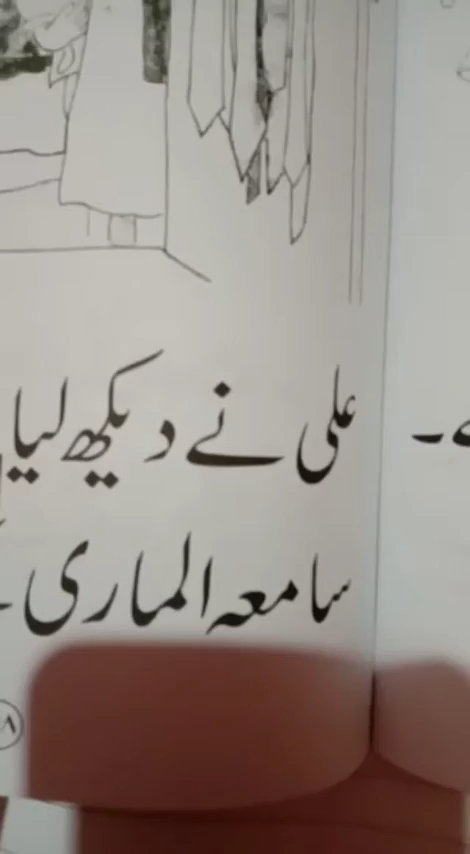 علی نے دیکھ لیا
سامعہ الماری